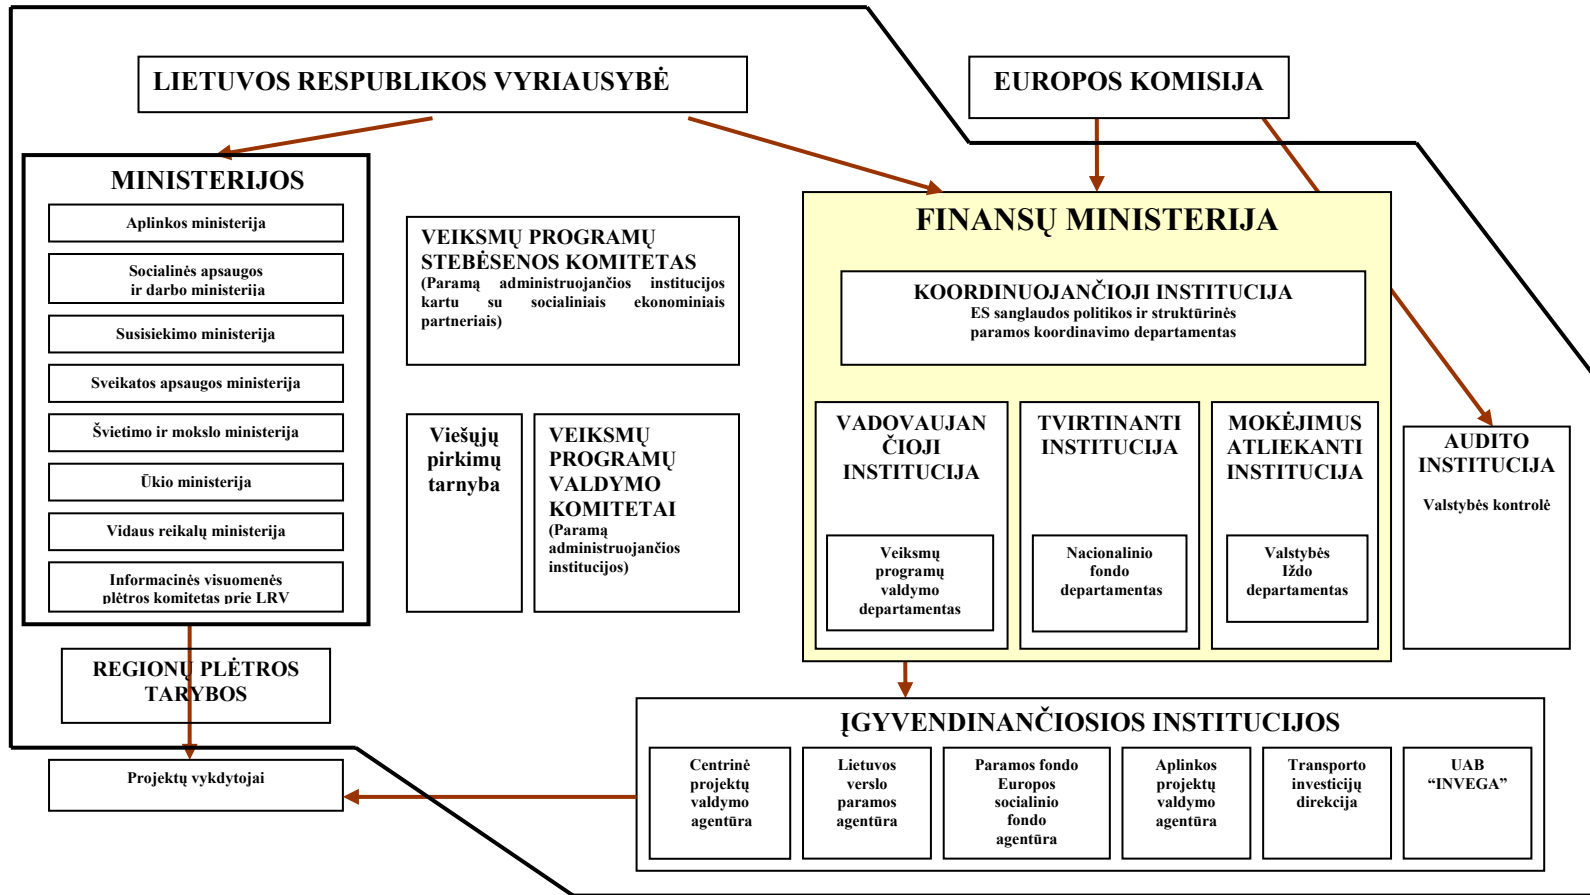 LIETUVOS RESPUBLIKOS VYRIAUSYBĖ
EUROPOS KOMISIJA
MINISTERIJOS
Aplinkos ministerija
Socialinės apsaugos
ir darbo ministerija
Susisiekimo ministerija
Sveikatos apsaugos ministerija
Švietimo ir mokslo ministerija
Ūkio ministerija
Vidaus reikalų ministerija
Informacinės visuomenės
plėtros komitetas prie LRV
VEIKSMŲ PROGRAMŲ
STEBĖSENOS KOMITETAS
(Paramą administruojančios institucijos
kartu su socialiniais ekonominiais
partneriais)
Viešųjų
pirkimų
tarnyba
VEIKSMŲ
PROGRAMŲ
VALDYMO
KOMITETAI
(Paramą
administruojančios
institucijos)
FINANSŲ MINISTERIJA
KOORDINUOJANČIOJI INSTITUCIJA
ES sanglaudos politikos ir struktūrinės
paramos koordinavimo departamentas
VADOVAUJAN
ČIOJI
INSTITUCIJA
Veiksmų
programų
valdymo
departamentas
TVIRTINANTI
INSTITUCIJA
Nacionalinio
fondo
departamentas
MOKĖJIMUS
ATLIEKANTI
INSTITUCIJA
Valstybės
Iždo
departamentas
AUDITO
INSTITUCIJA
Valstybės kontrolė
REGIONŲ PLĖTROS
TARYBOS
Projektų vykdytojai
ĮGYVENDINANČIOSIOS INSTITUCIJOS
Centrinė
projektų
valdymo
agentūra
Lietuvos
verslo
paramos
agentūra
Paramos fondo
Europos
socialinio
fondo
agentūra
Aplinkos
projektų
valdymo
agentūra
Transporto
investicijų
direkcija
UAB
“INVEGA”